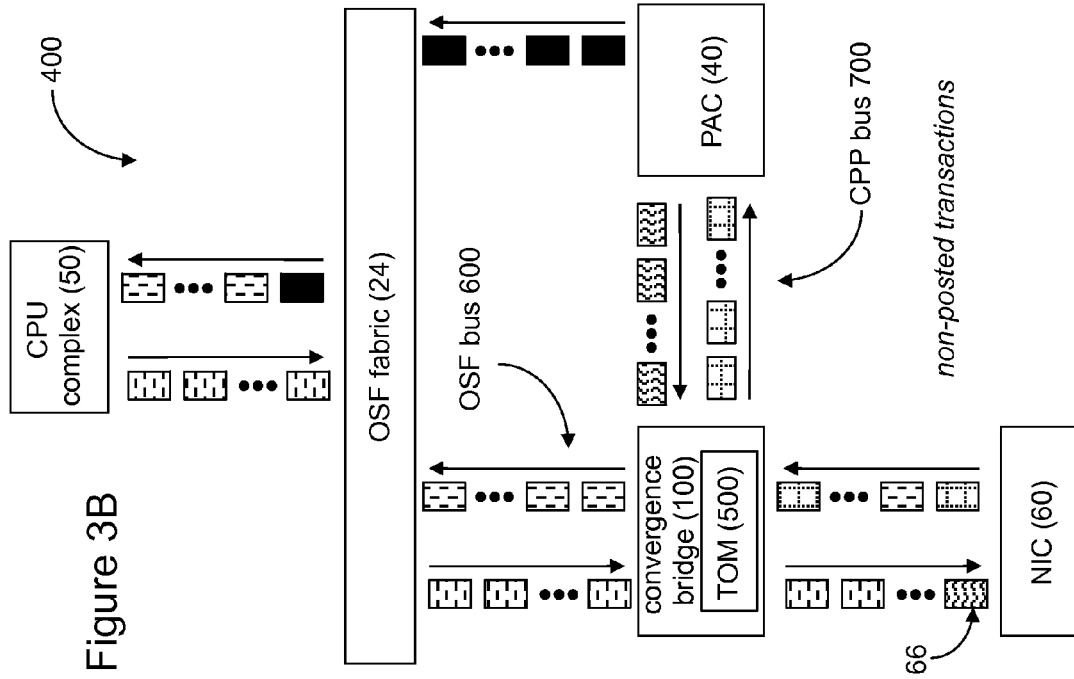 Figure 3B
400
CPU
complex (50)
OSF fabric (24)
OSF bus 600
convergence
bridge (100)
TOM (500)
PAC (40)
CPP bus 700
non-posted transactions
66
NIC (60)